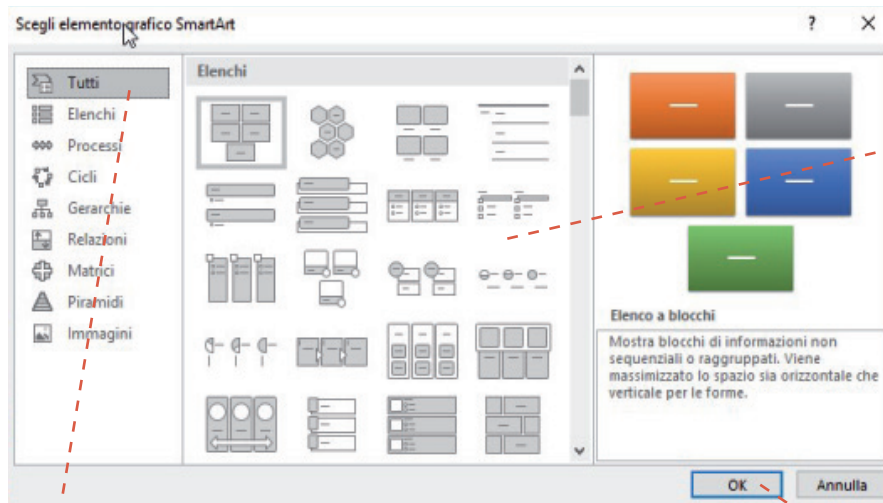 Scegli elemento grafico SmartArt
?
Tutti
Elenchi
Processi
Cicli
Gerarchie
Relazioni
Matrici
Piramidi
Immagini
Elenchi
Elenco a blocchi
Mostra blocchi di informazioni non
sequenziali o raggruppati. Viene
massimizzato lo spazio sia orizzontale che
verticale per le forme.
OK
Annulla